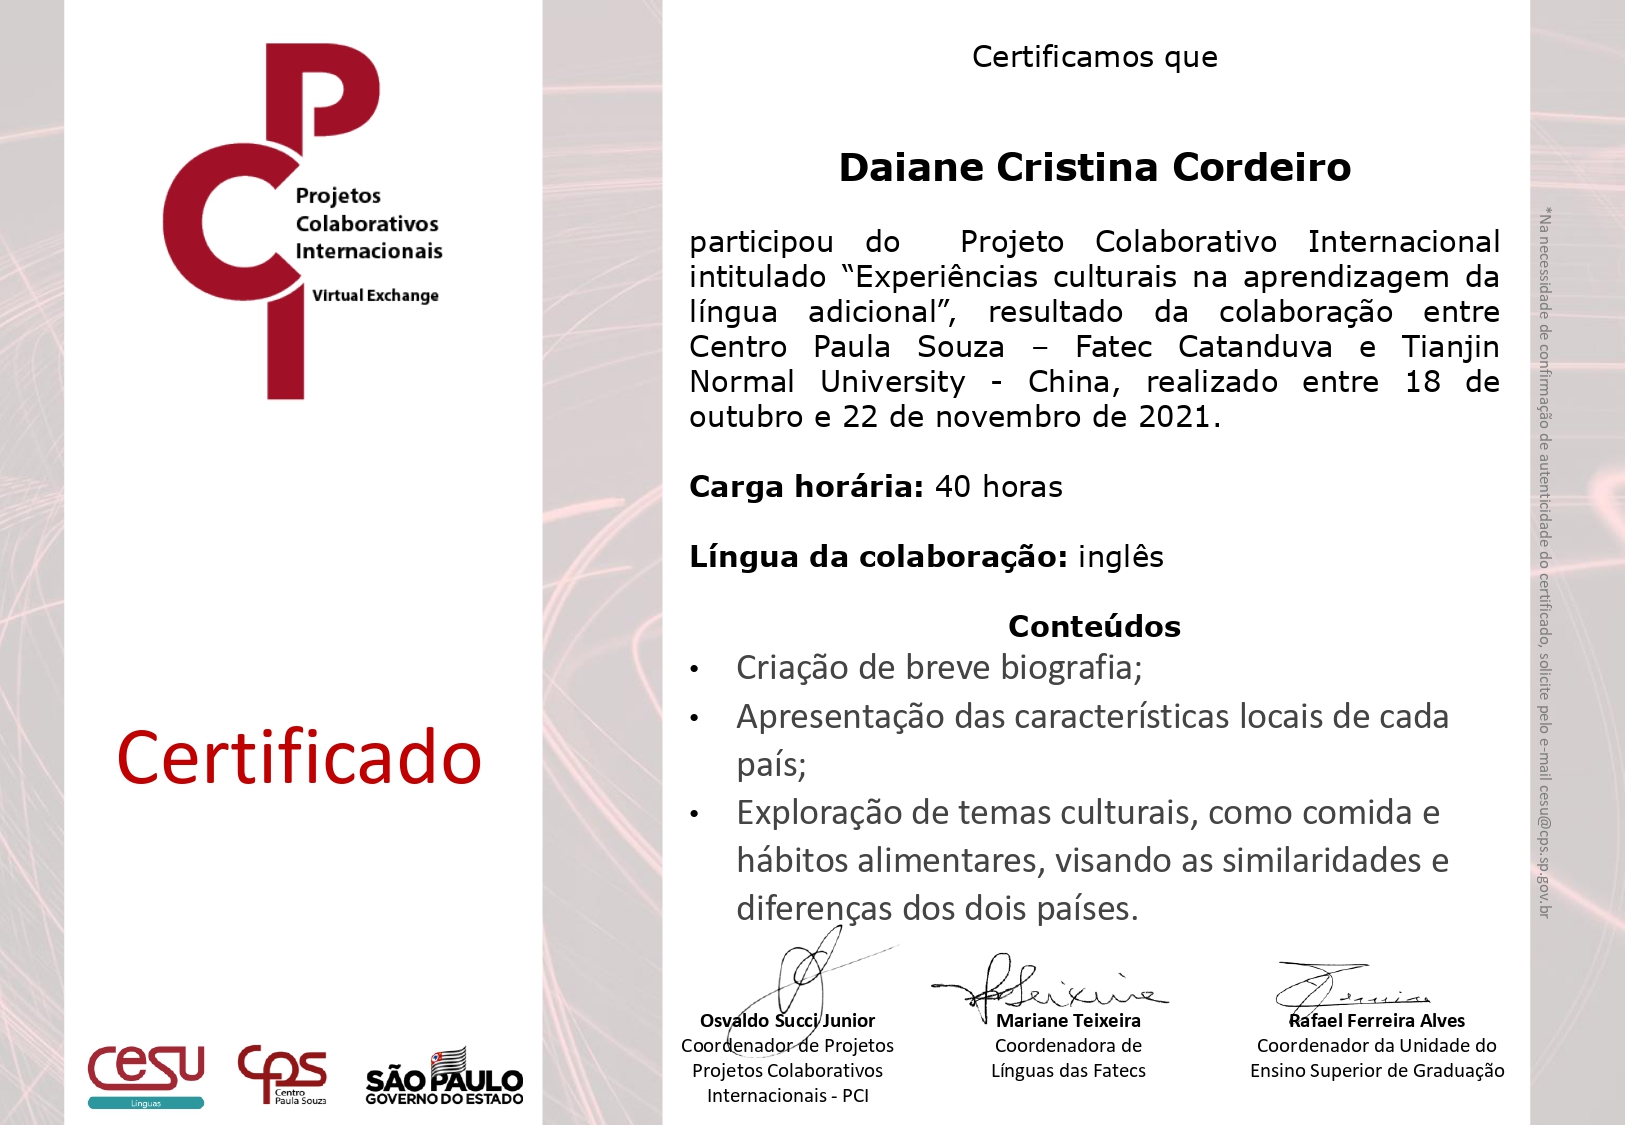 PCI
Projetos
Colaborativos
Internacionais
Virtual Exchange
Certificado
cesu
Línguas
cps
Centro
Paula Souza
SÃO PAULO
GOVERNO DO ESTADO
Certificamos que
Daiane Cristina Cordeiro
participou do Projeto Colaborativo Internacional
intitulado “Experiências culturais na aprendizagem da
língua adicional”, resultado da colaboração entre
Centro Paula Souza – Fatec Catanduva e Tianjin
Normal University - China, realizado entre 18 de
outubro e 22 de novembro de 2021.
Carga horária: 40 horas
Língua da colaboração: inglês
Conteúdos
• Criação de breve biografia;
• Apresentação das características locais de cada
país;
• Exploração de temas culturais, como comida e
hábitos alimentares, visando as similaridades e
diferenças dos dois países.
Osvaldo Succi Junior
Coordenador de Projetos
Projetos Colaborativos
Internacionais - PCI
Mariane Teixeira
Coordenadora de
Línguas das Fatecs
Rafael Ferreira Alves
Coordenador da Unidade do
Ensino Superior de Graduação
*Na necessidade de confirmação de autenticidade do certificado, solicite pelo e-mail cesu@cps.sp.gov.br